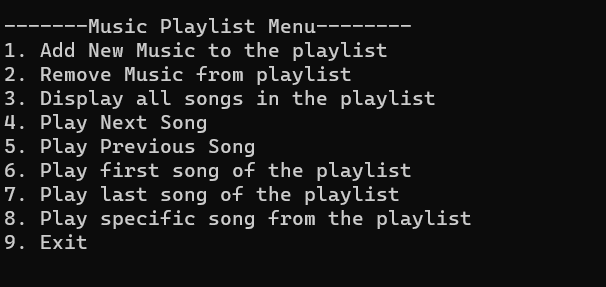 -------Music Playlist Menu--------
1. Add New Music to the playlist
2. Remove Music from playlist
3. Display all songs in the playlist
4. Play Next Song
5. Play Previous Song
6. Play first song of the playlist
7. Play last song of the playlist
8. Play specific song from the playlist
9. Exit